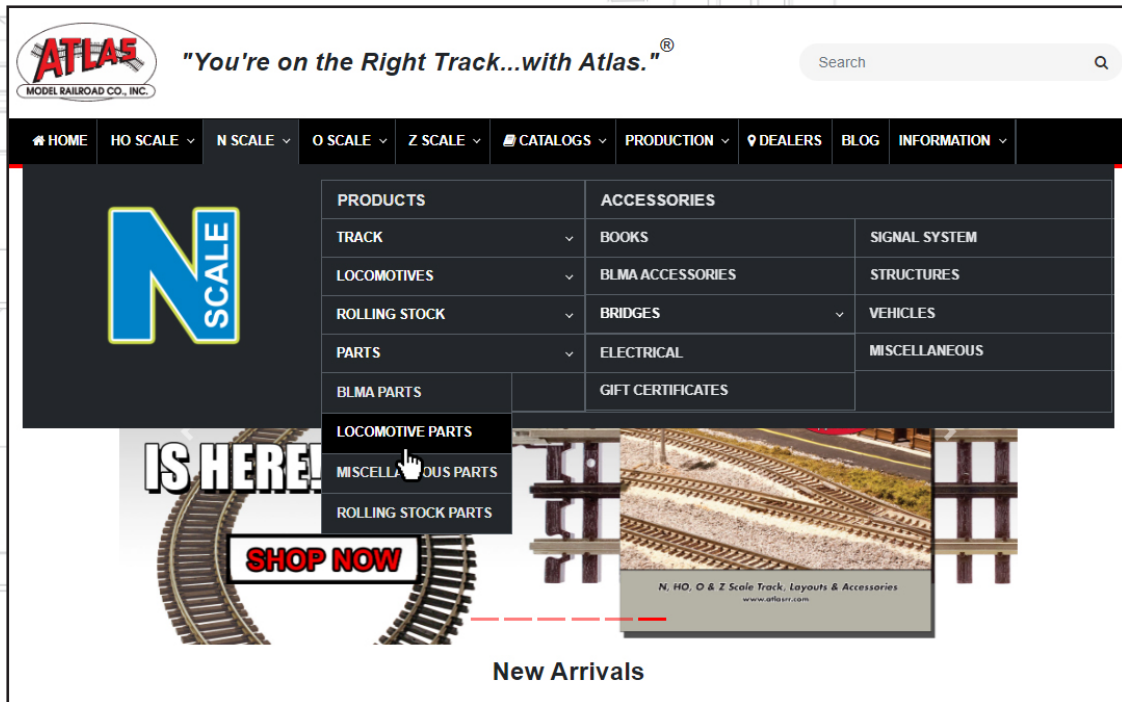 ATLAS
MODEL RAILROAD CO., INC.
"You're on the Right Track...with Atlas."®
Search
HOME HO SCALE N SCALE O SCALE Z SCALE CATALOGS PRODUCTION DEALERS BLOG INFORMATION
N SCALE
PRODUCTS
TRACK
LOCOMOTIVES
ROLLING STOCK
PARTS
BLMA PARTS
LOCOMOTIVE PARTS
MISCELLANEOUS PARTS
ROLLING STOCK PARTS
ACCESSORIES
BOOKS
BLMA ACCESSORIES
BRIDGES
ELECTRICAL
GIFT CERTIFICATES
SIGNAL SYSTEM
STRUCTURES
VEHICLES
MISCELLANEOUS
IS HERE!
SHOP NOW
N, HO, O & Z Scale Track, Layouts & Accessories
www.atlasrr.com
New Arrivals